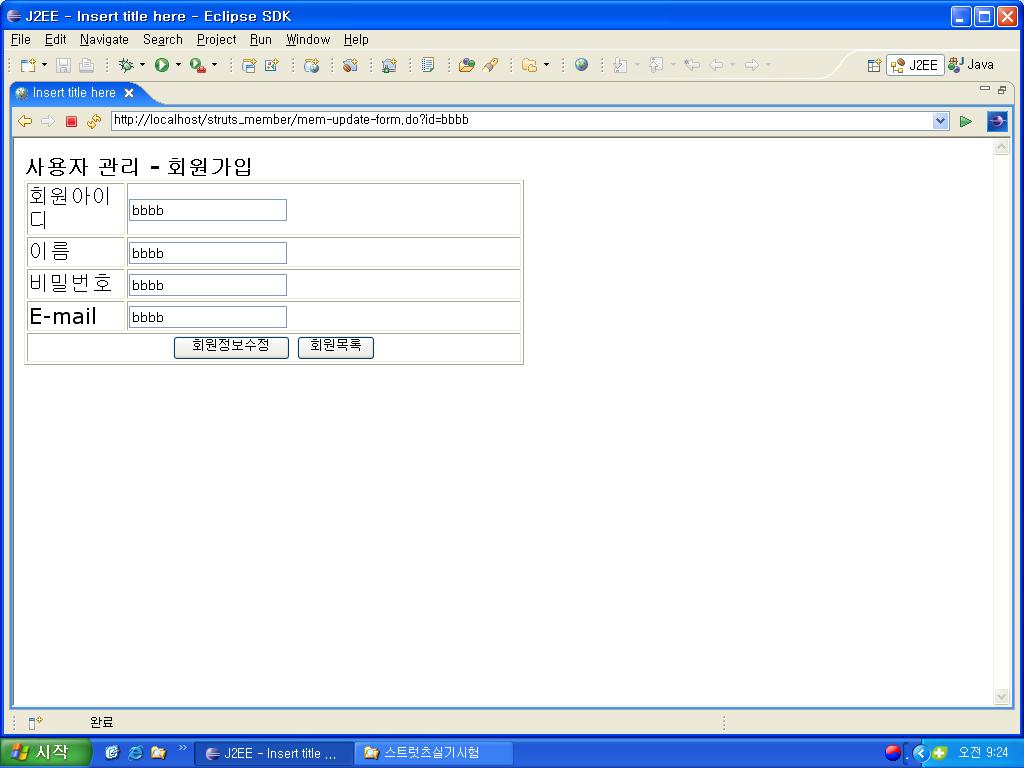 J2EE - Insert title here - Eclipse SDK
File Edit Navigate Search Project Run Window Help
J2EE Java
Insert title here
http://localhost/struts_member/mem-update-form.do?id=bbbb
사용자 관리 - 회원가입
회원아이디 bbbb
이름 bbbb
비밀번호 bbbb
E-mail bbbb
회원정보수정 회원목록
완료
시작 J2EE - Insert title ... 스트럿츠실기시험 오전 9:24